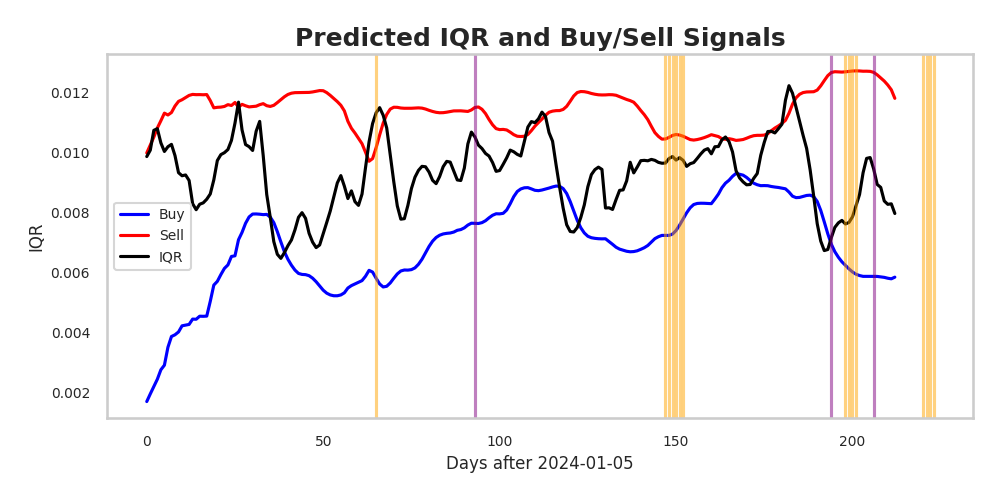 Predicted IQR and Buy/Sell Signals
0.012
0.010
0.008
0.006
0.004
0.002
IQR
Buy
Sell
IQR
0 50 100 150 200
Days after 2024-01-05